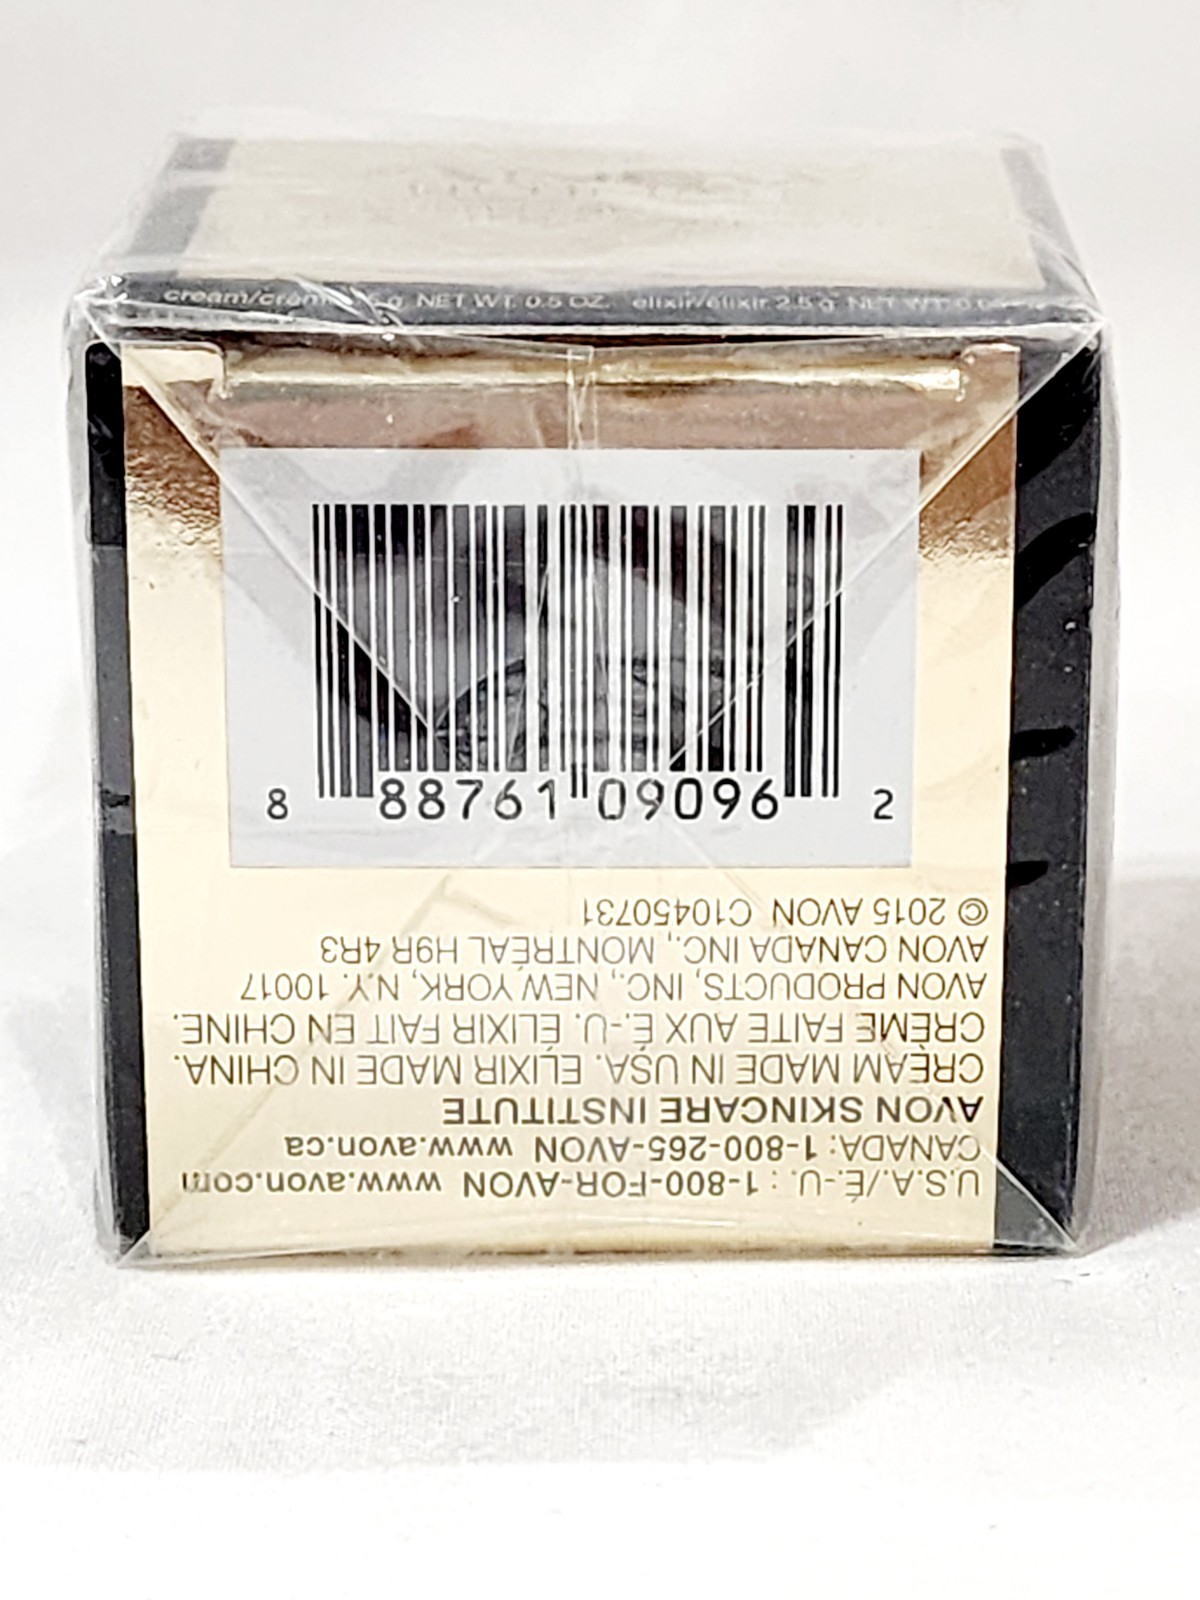 cream/crème g NET WT. 0.5 OZ. elixir/élixir 2.5 g NET WT.
8 88761 09096 2
U.S.A./É.-U. : 1-800-FOR-AVON www.avon.com
CANADA: 1-800-265-AVON www.avon.ca
AVON SKINCARE INSTITUTE
CREAM MADE IN USA. ELIXIR MADE IN CHINA.
CRÈME FAITE AUX É.-U. ÉLIXIR FAIT EN CHINE.
AVON PRODUCTS, INC., NEW YORK, N.Y. 10017
AVON CANADA INC., MONTRÉAL H9R 4R3
© 2015 AVON C10450731